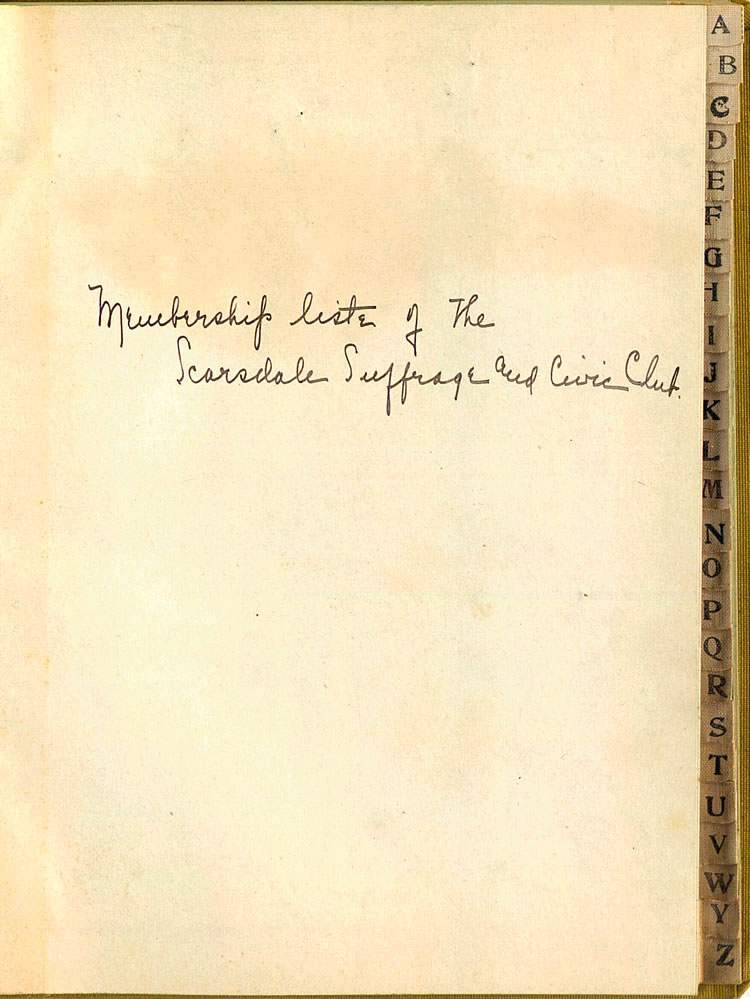 Membership lists of the
Scarsdale Suffrage and Civic Club.
A
B
C
D
E
F
G
H
I
J
K
L
M
N
O
P
Q
R
S
T
U
V
W
Y
Z